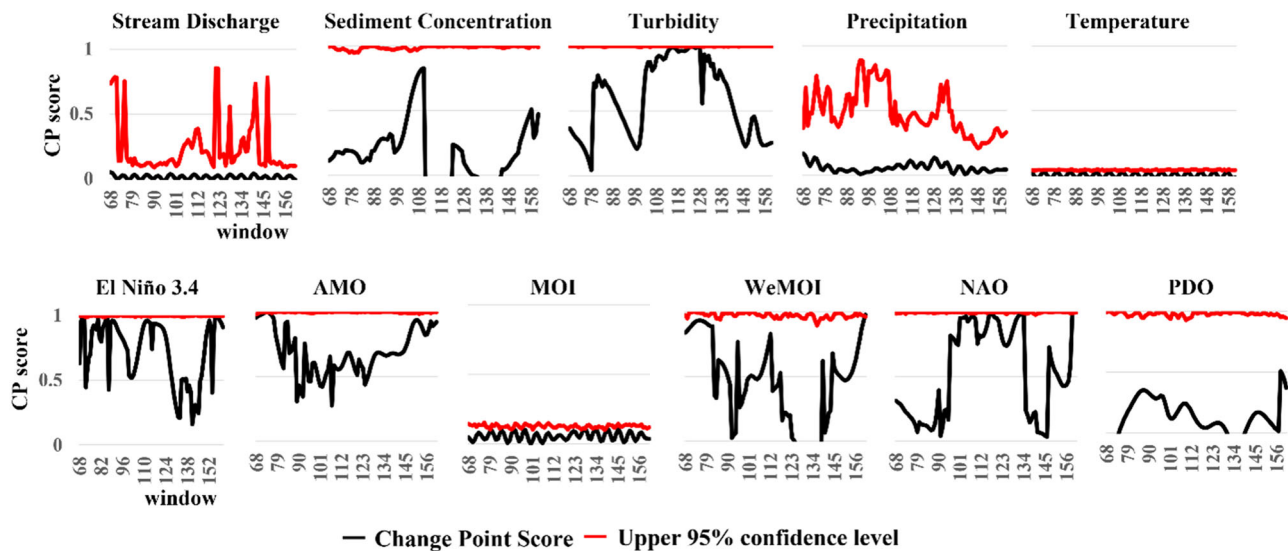 Stream Discharge Sediment Concentration Turbidity Precipitation Temperature
1
0.5
0
CP score
68 79 90 101 112 123 134 145 156
68 78 88 98 108 118 128 138 148 158
68 78 88 98 108 118 128 138 148 158
68 78 88 98 108 118 128 138 148 158
68 78 88 98 108 118 128 138 148 158
window
El Niño 3.4 AMO MOI WeMOI NAO PDO
1
0.5
0
CP score
68 82 96 110 124 138 152
68 79 90 101 112 123 134 145 156
68 79 90 101 112 123 134 145 156
68 79 90 101 112 123 134 145 156
68 79 90 101 112 123 134 145 156
68 79 90 101 112 123 134 145 156
window
Change Point Score Upper 95% confidence level